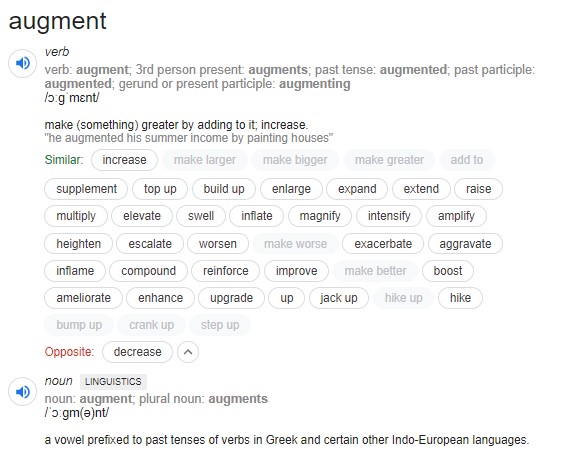 augment
verb
verb: augment; 3rd person present: augments; past tense: augmented; past participle:
augmented; gerund or present participle: augmenting
/ɔːɡˈmɛnt/
make (something) greater by adding to it; increase.
"he augmented his summer income by painting houses"
Similar: increase make larger make bigger make greater add to
supplement top up build up enlarge expand extend raise
multiply elevate swell inflate magnify intensify amplify
heighten escalate worsen make worse exacerbate aggravate
inflame compound reinforce improve make better boost
ameliorate enhance upgrade up jack up hike up hike
bump up crank up step up
Opposite: decrease
noun LINGUISTICS
noun: augment; plural noun: augments
/ˈɔːɡm(ə)nt/
a vowel prefixed to past tenses of verbs in Greek and certain other Indo-European languages.